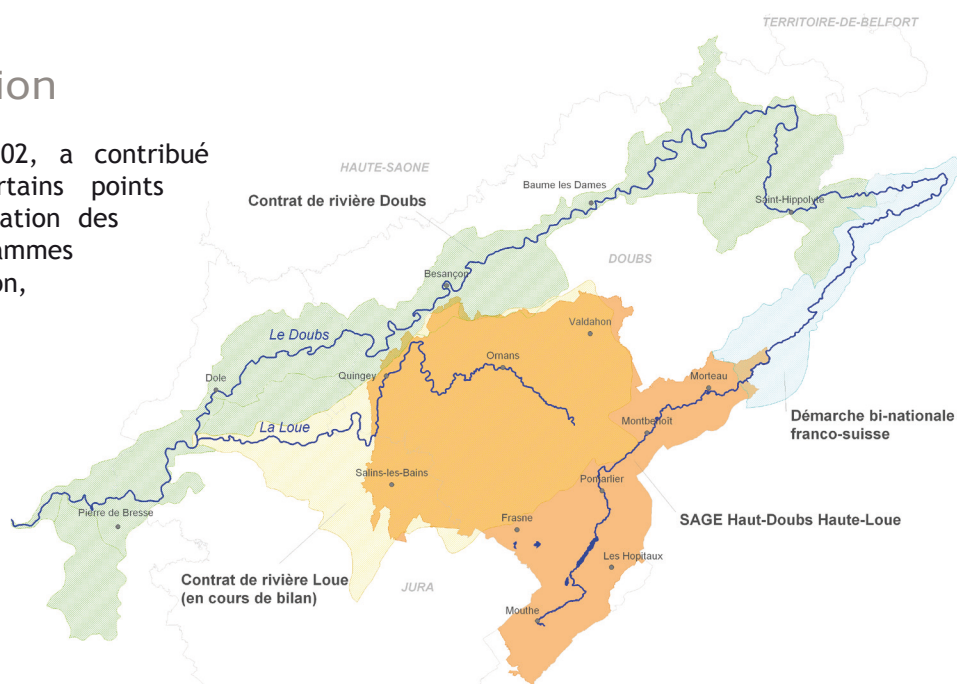 ion
02, a contribué
rtains points
ation des
ammes
on,
TERRITOIRE-DE-BELFORT
HAUTE-SAONE
Contrat de rivière Doubs
Baume les Dames
Saint-Hippolyte
DOUBS
Besançon
Valdahon
Le Doubs
Ornans
Quingey
Dole
Morteau
La Loue
Montbenoît
Démarche bi-nationale
franco-suisse
Salins-les-Bains
Pontarlier
Pierre de Bresse
Frasne
SAGE Haut-Doubs Haute-Loue
Les Hopitaux
Contrat de rivière Loue
(en cours de bilan)
JURA
Mouthe